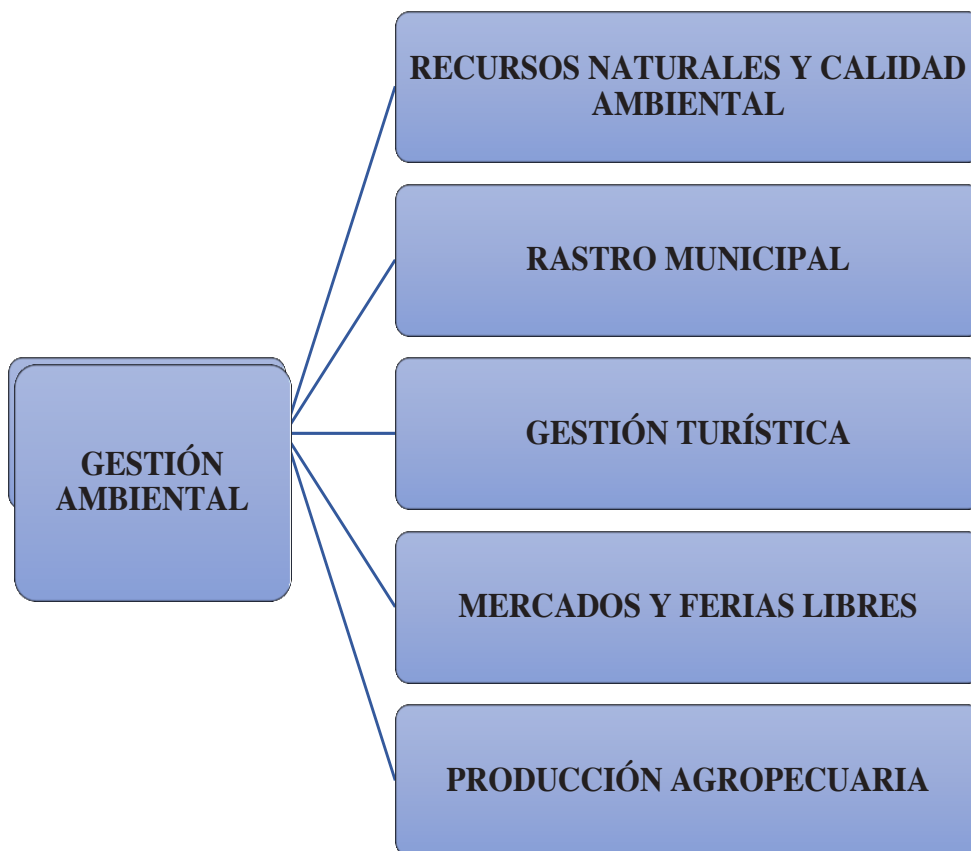 RECURSOS NATURALES Y CALIDAD
AMBIENTAL
RASTRO MUNICIPAL
GESTIÓN TURÍSTICA
GESTIÓN
AMBIENTAL
MERCADOS Y FERIAS LIBRES
PRODUCCIÓN AGROPECUARIA